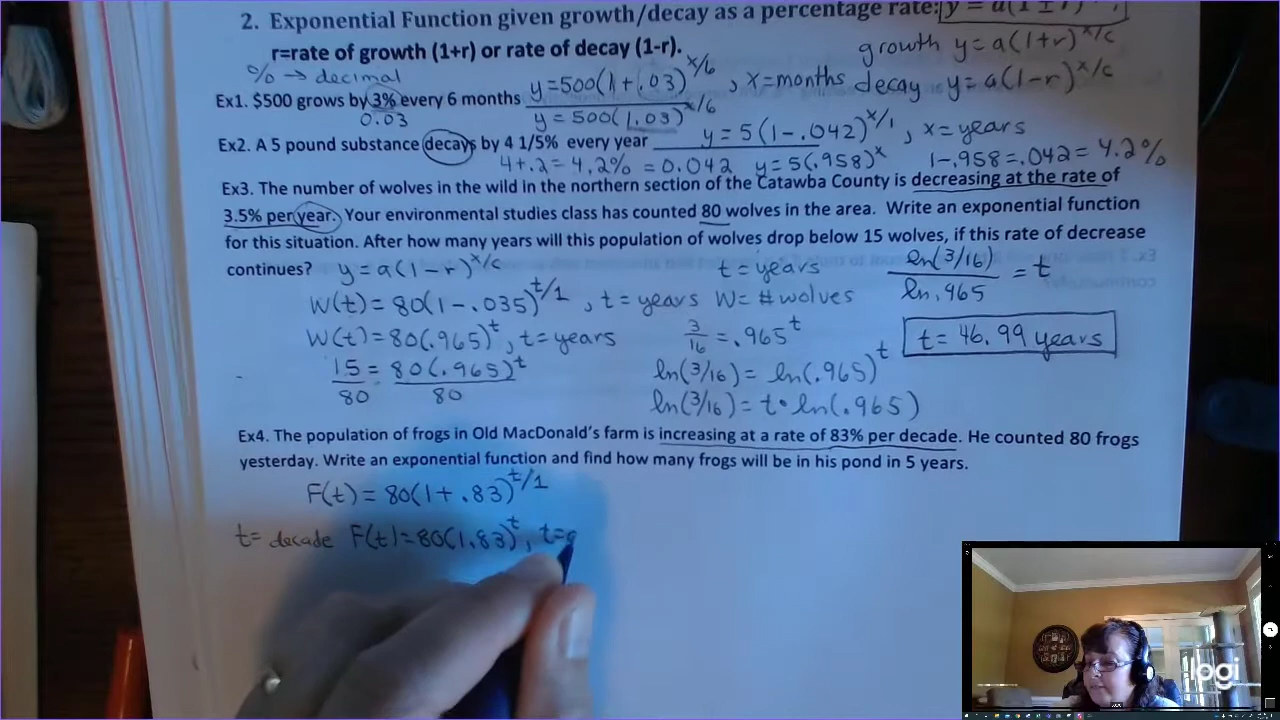 2. Exponential Function given growth/decay as a percentage rate: y = a(1 ± r)
r=rate of growth (1+r) or rate of decay (1-r).
growth y = a(1+r)^x/c
% → decimal
y=500(1+.03)^x/6, x=months
decay y=a(1-r)^x/c
Ex1. $500 grows by 3% every 6 months
0.03
y = 500(1.03)^x/6
y = 5(1-.042)^x/1, x=years
Ex2. A 5 pound substance decays by 4 1/5% every year
4+.2=4.2% = 0.042 y=5(.958)^x 1-.958=.042=4.2%
Ex3. The number of wolves in the wild in the northern section of the Catawba County is decreasing at the rate of
3.5% per year. Your environmental studies class has counted 80 wolves in the area. Write an exponential function
for this situation. After how many years will this population of wolves drop below 15 wolves, if this rate of decrease
continues? y=a(1-r)^x/c t=years ln(3/16)/ln.965 = t
W(t)=80(1-.035)^t/1, t=years W=#wolves
W(t)=80(.965)^t, t=years 3/16=.965^t t=46.99 years
15/80 = 80(.965)^t/80 ln(3/16)=ln(.965)^t
ln(3/16)=t•ln(.965)
Ex4. The population of frogs in Old MacDonald's farm is increasing at a rate of 83% per decade. He counted 80 frogs
yesterday. Write an exponential function and find how many frogs will be in his pond in 5 years.
F(t)=80(1+.83)^t/1
t= decade F(t)=80(1.83)^t, t=
logi